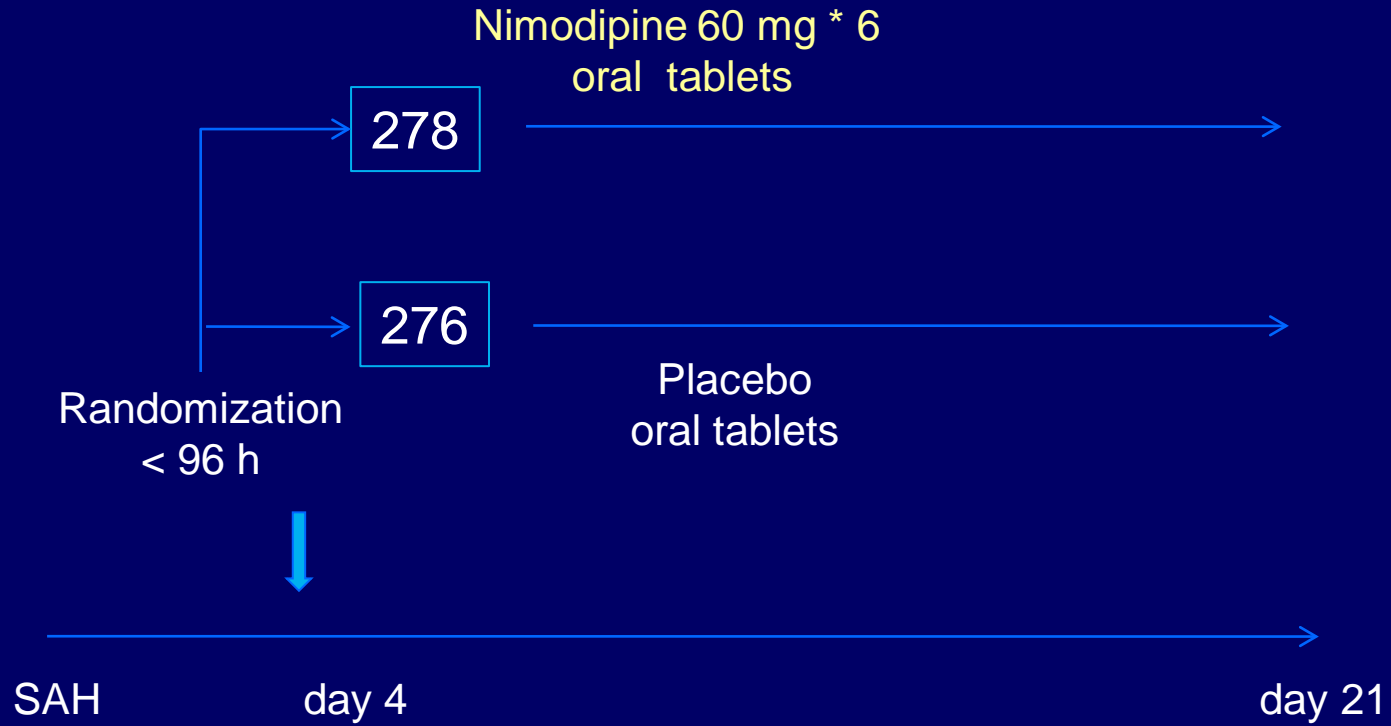 Nimodipine 60 mg * 6
oral tablets
278
276
Placebo
oral tablets
Randomization
< 96 h
SAH
day 4
day 21